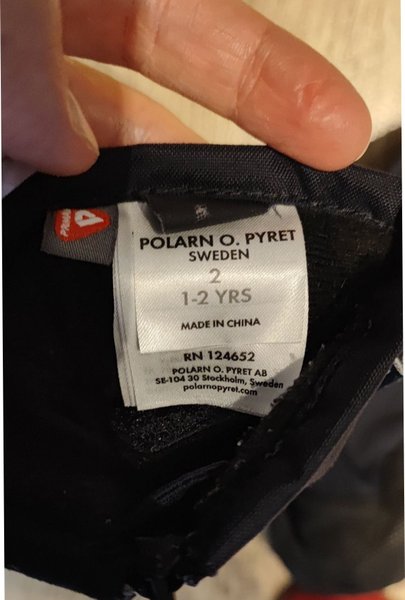 POLARN O. PYRET
SWEDEN
2
1-2 YRS
MADE IN CHINA
RN 124652
POLARN O. PYRET AB
SE-104 30 Stockholm, Sweden
polarnopyret.com